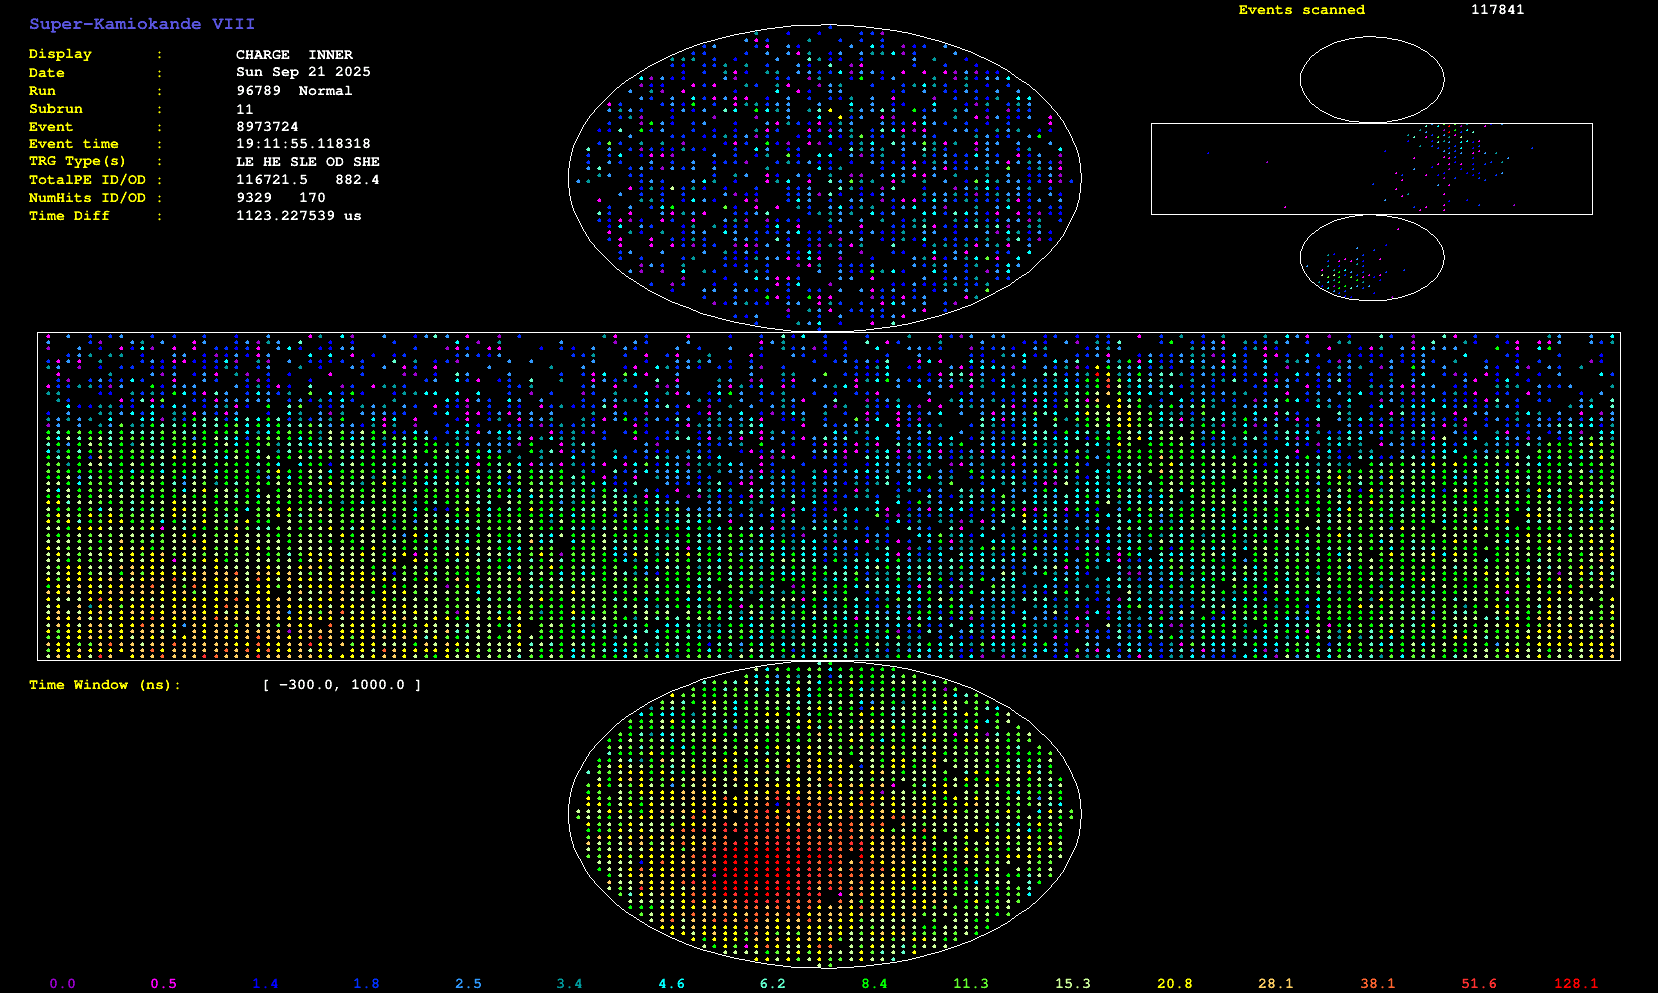 Super-Kamiokande VIII
Events scanned 117841
Display : CHARGE INNER
Date : Sun Sep 21 2025
Run : 96789 Normal
Subrun : 11
Event : 8973724
Event time : 19:11:55.118318
TRG Type(s) : LE HE SLE OD SHE
TotalPE ID/OD : 116721.5 882.4
NumHits ID/OD : 9329 170
Time Diff : 1123.227539 us
Time Window (ns): [ -300.0, 1000.0 ]
0.0 0.5 1.4 1.8 2.5 3.4 4.6 6.2 8.4 11.3 15.3 20.8 28.1 38.1 51.6 128.1